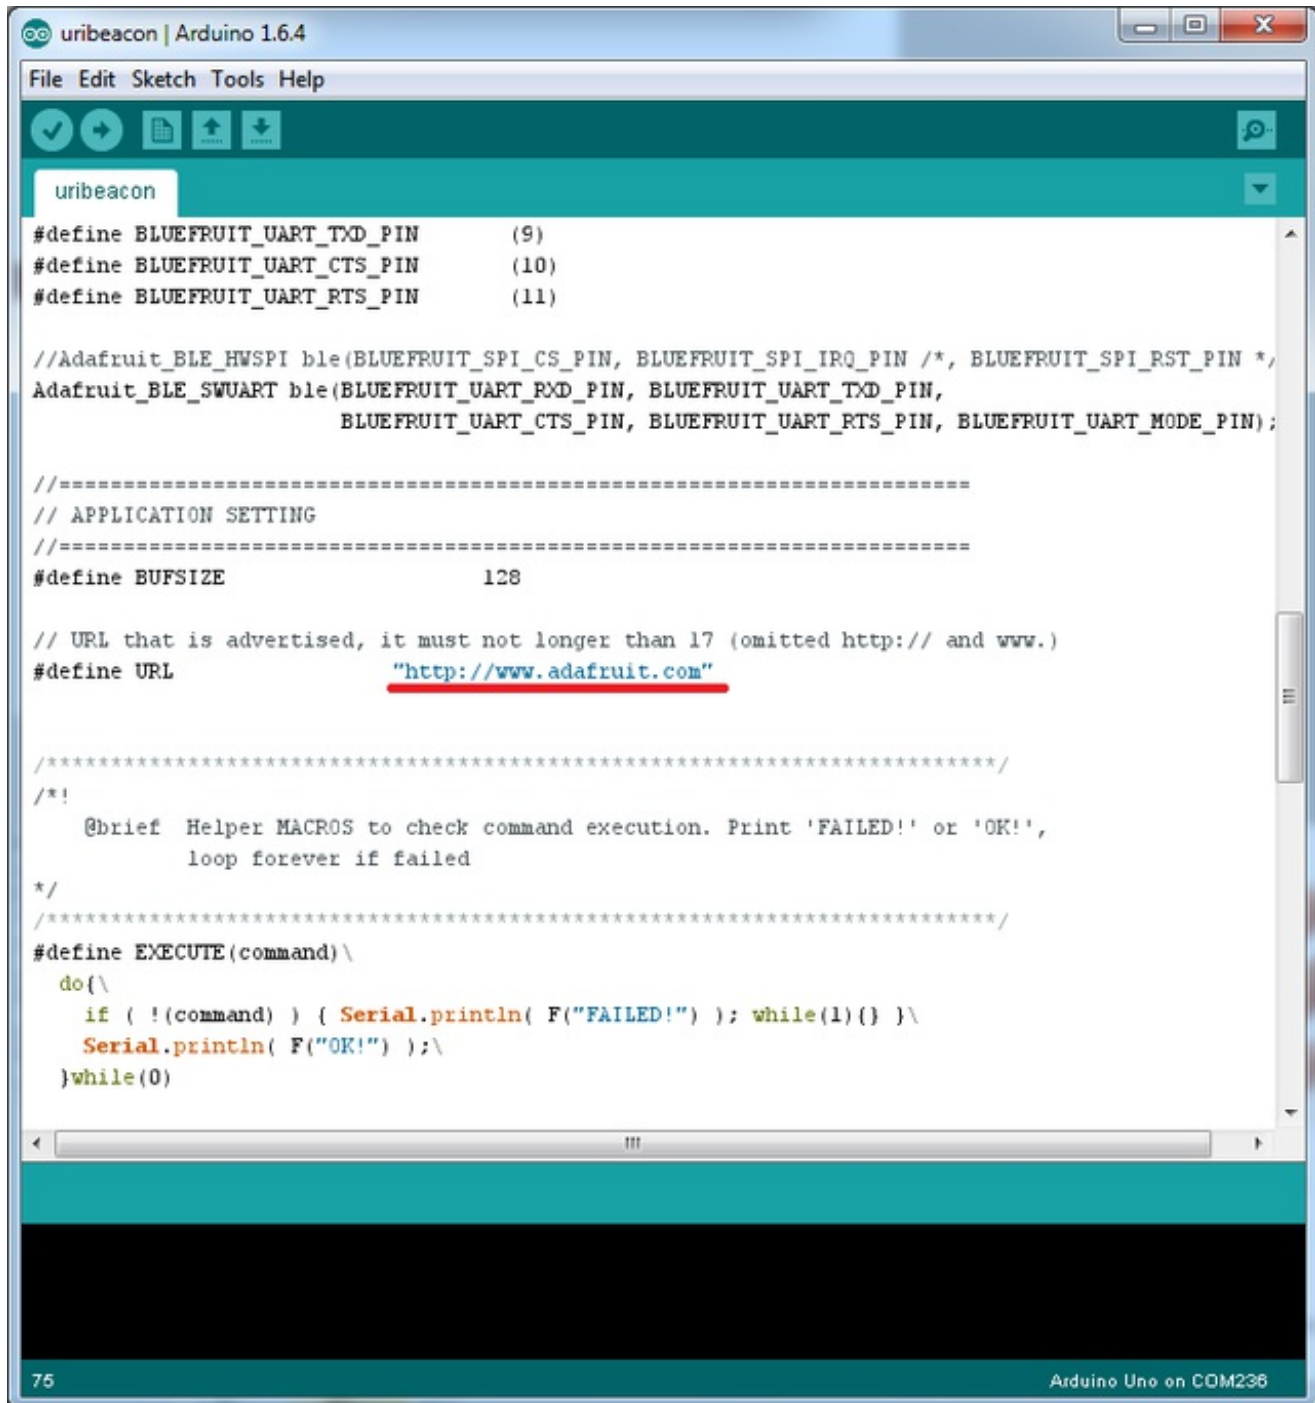 uribeacon | Arduino 1.6.4
File Edit Sketch Tools Help
uribeacon
#define BLUEFRUIT_UART_TXD_PIN (9)
#define BLUEFRUIT_UART_CTS_PIN (10)
#define BLUEFRUIT_UART_RTS_PIN (11)
//Adafruit_BLE_HWSPI ble(BLUEFRUIT_SPI_CS_PIN, BLUEFRUIT_SPI_IRQ_PIN /*, BLUEFRUIT_SPI_RST_PIN */
Adafruit_BLE_SWUART ble(BLUEFRUIT_UART_RXD_PIN, BLUEFRUIT_UART_TXD_PIN,
BLUEFRUIT_UART_CTS_PIN, BLUEFRUIT_UART_RTS_PIN, BLUEFRUIT_UART_MODE_PIN);
//=======================================================================
// APPLICATION SETTING
//=======================================================================
#define BUFSIZE 128
// URL that is advertised, it must not longer than 17 (omitted http:// and www.)
#define URL "http://www.adafruit.com"
/**************************************************************************/
/*!
@brief Helper MACROS to check command execution. Print 'FAILED!' or 'OK!',
loop forever if failed
*/
/**************************************************************************/
#define EXECUTE(command)\
do{\
if ( !(command) ) { Serial.println( F("FAILED!") ); while(1){} }\
Serial.println( F("OK!") );\
}while(0)
75
Arduino Uno on COM236